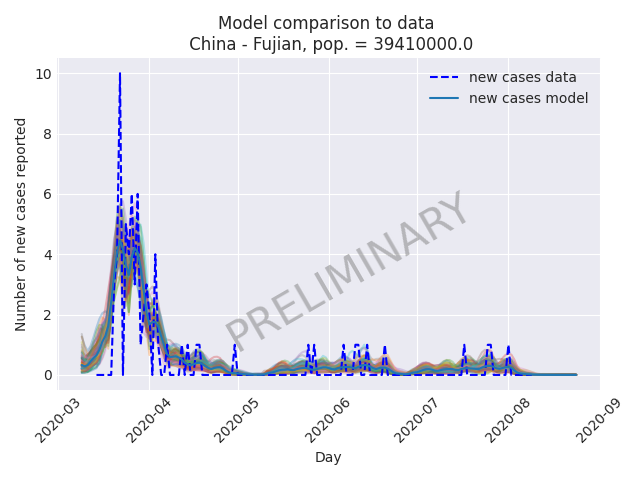 Model comparison to data
China - Fujian, pop. = 39410000.0
new cases data
new cases model
Number of new cases reported
10
8
6
4
2
0
PRELIMINARY
2020-03
2020-04
2020-05
2020-06
2020-07
2020-08
2020-09
Day